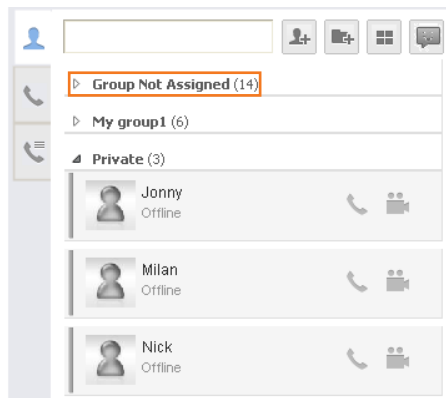 Group Not Assigned (14)
My group1 (6)
Private (3)
Jonny
Offline
Milan
Offline
Nick
Offline